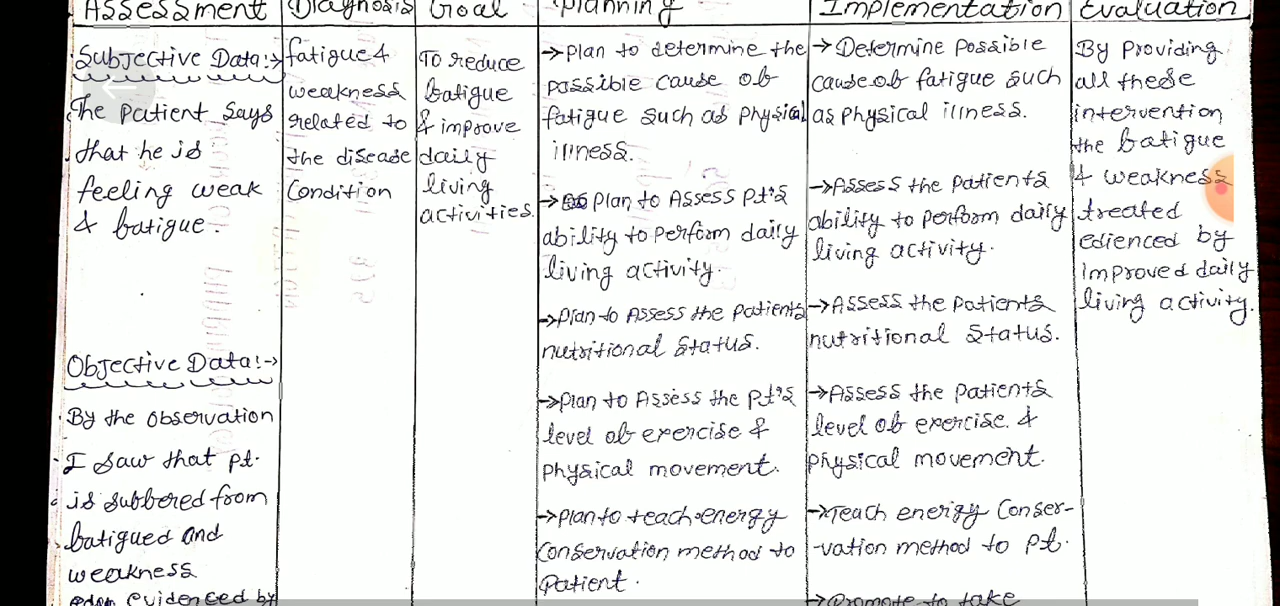 Assessment
Subjective Data:->
The patient says
that he is
feeling weak
& fatigue.
Objective Data:->
By the observation
I saw that pt.
is suffered from
fatigued and
weakness
evidenced by
Diagnosis
fatigue &
weakness
related to
the disease
Condition
Goal
To reduce
fatigue
& improve
daily
living
activities.
Planning
→Plan to determine the
possible cause of
fatigue such as physical
illness.
→ Plan to Assess Pt's
ability to perform daily
living activity.
→Plan to Assess the Patients
nutritional status.
→Plan to Assess the Pt's
level of exercise &
physical movement.
→Plan to teach energy
Conservation method to
patient.
Implementation
→Determine possible
cause of fatigue such
as physical illness.
→Assess the patients
ability to perform daily
living activity.
→Assess the patients
nutritional status.
→Assess the patients
level of exercise. &
physical movement.
→Teach energy Conser-
-vation method to pt.
→Promote to take
Evaluation
By Providing
all these
intervention
the fatigue
& weakness
treated
edienced by
improved daily
living activity.